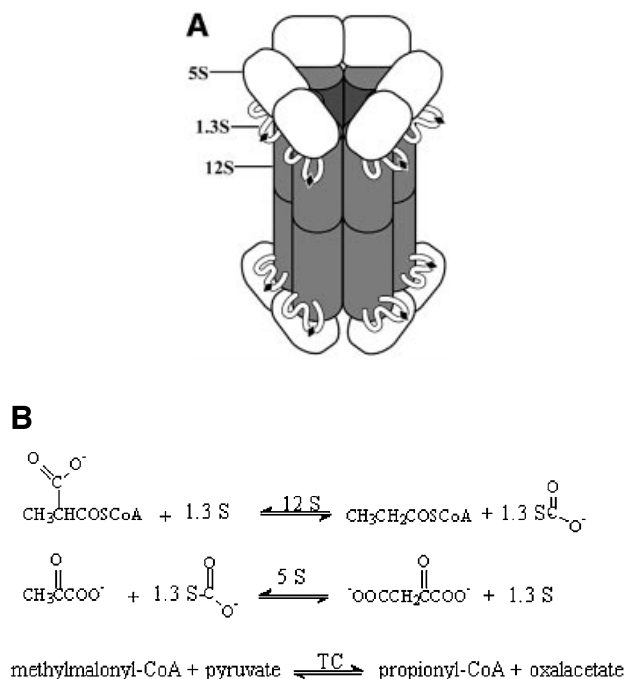 A
5S
1.3S
12S
B
O
O⁻
C
CH₃CHCOSCoA + 1.3 S 12 S CH₃CH₂COSCoA + 1.3 SC
O
O⁻
O O O
CH₃CCOO⁻ + 1.3 S-C 5 S ⁻OOCCH₂CCOO⁻ + 1.3 S
O⁻
methylmalonyl-CoA + pyruvate TC propionyl-CoA + oxalacetate